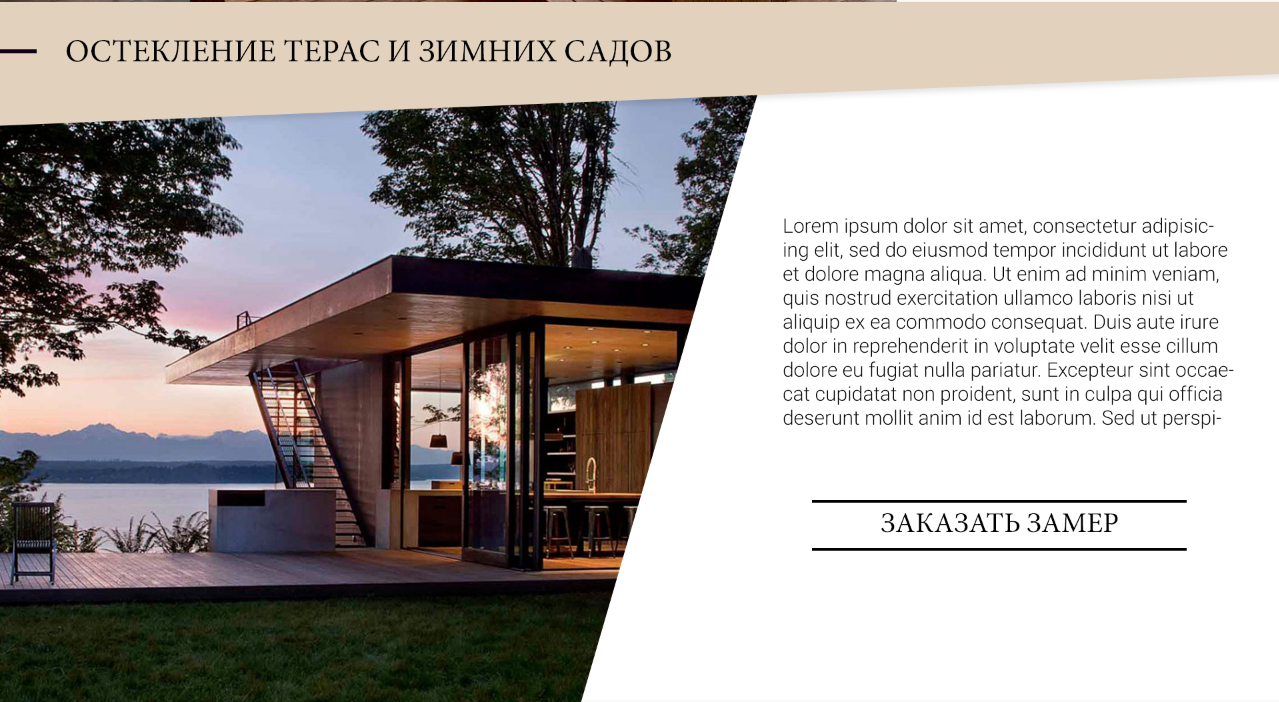 ОСТЕКЛЕНИЕ ТЕРАС И ЗИМНИХ САДОВ
Lorem ipsum dolor sit amet, consectetur adipisic-
ing elit, sed do eiusmod tempor incididunt ut labore
et dolore magna aliqua. Ut enim ad minim veniam,
quis nostrud exercitation ullamco laboris nisi ut
aliquip ex ea commodo consequat. Duis aute irure
dolor in reprehenderit in voluptate velit esse cillum
dolore eu fugiat nulla pariatur. Excepteur sint occae-
cat cupidatat non proident, sunt in culpa qui officia
deserunt mollit anim id est laborum. Sed ut perspi-
ЗАКАЗАТЬ ЗАМЕР